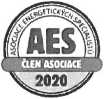 ASOCIACE ENERGETICKÝCH SPECIALISTŮ
AES
ČLEN ASOCIACE
2020